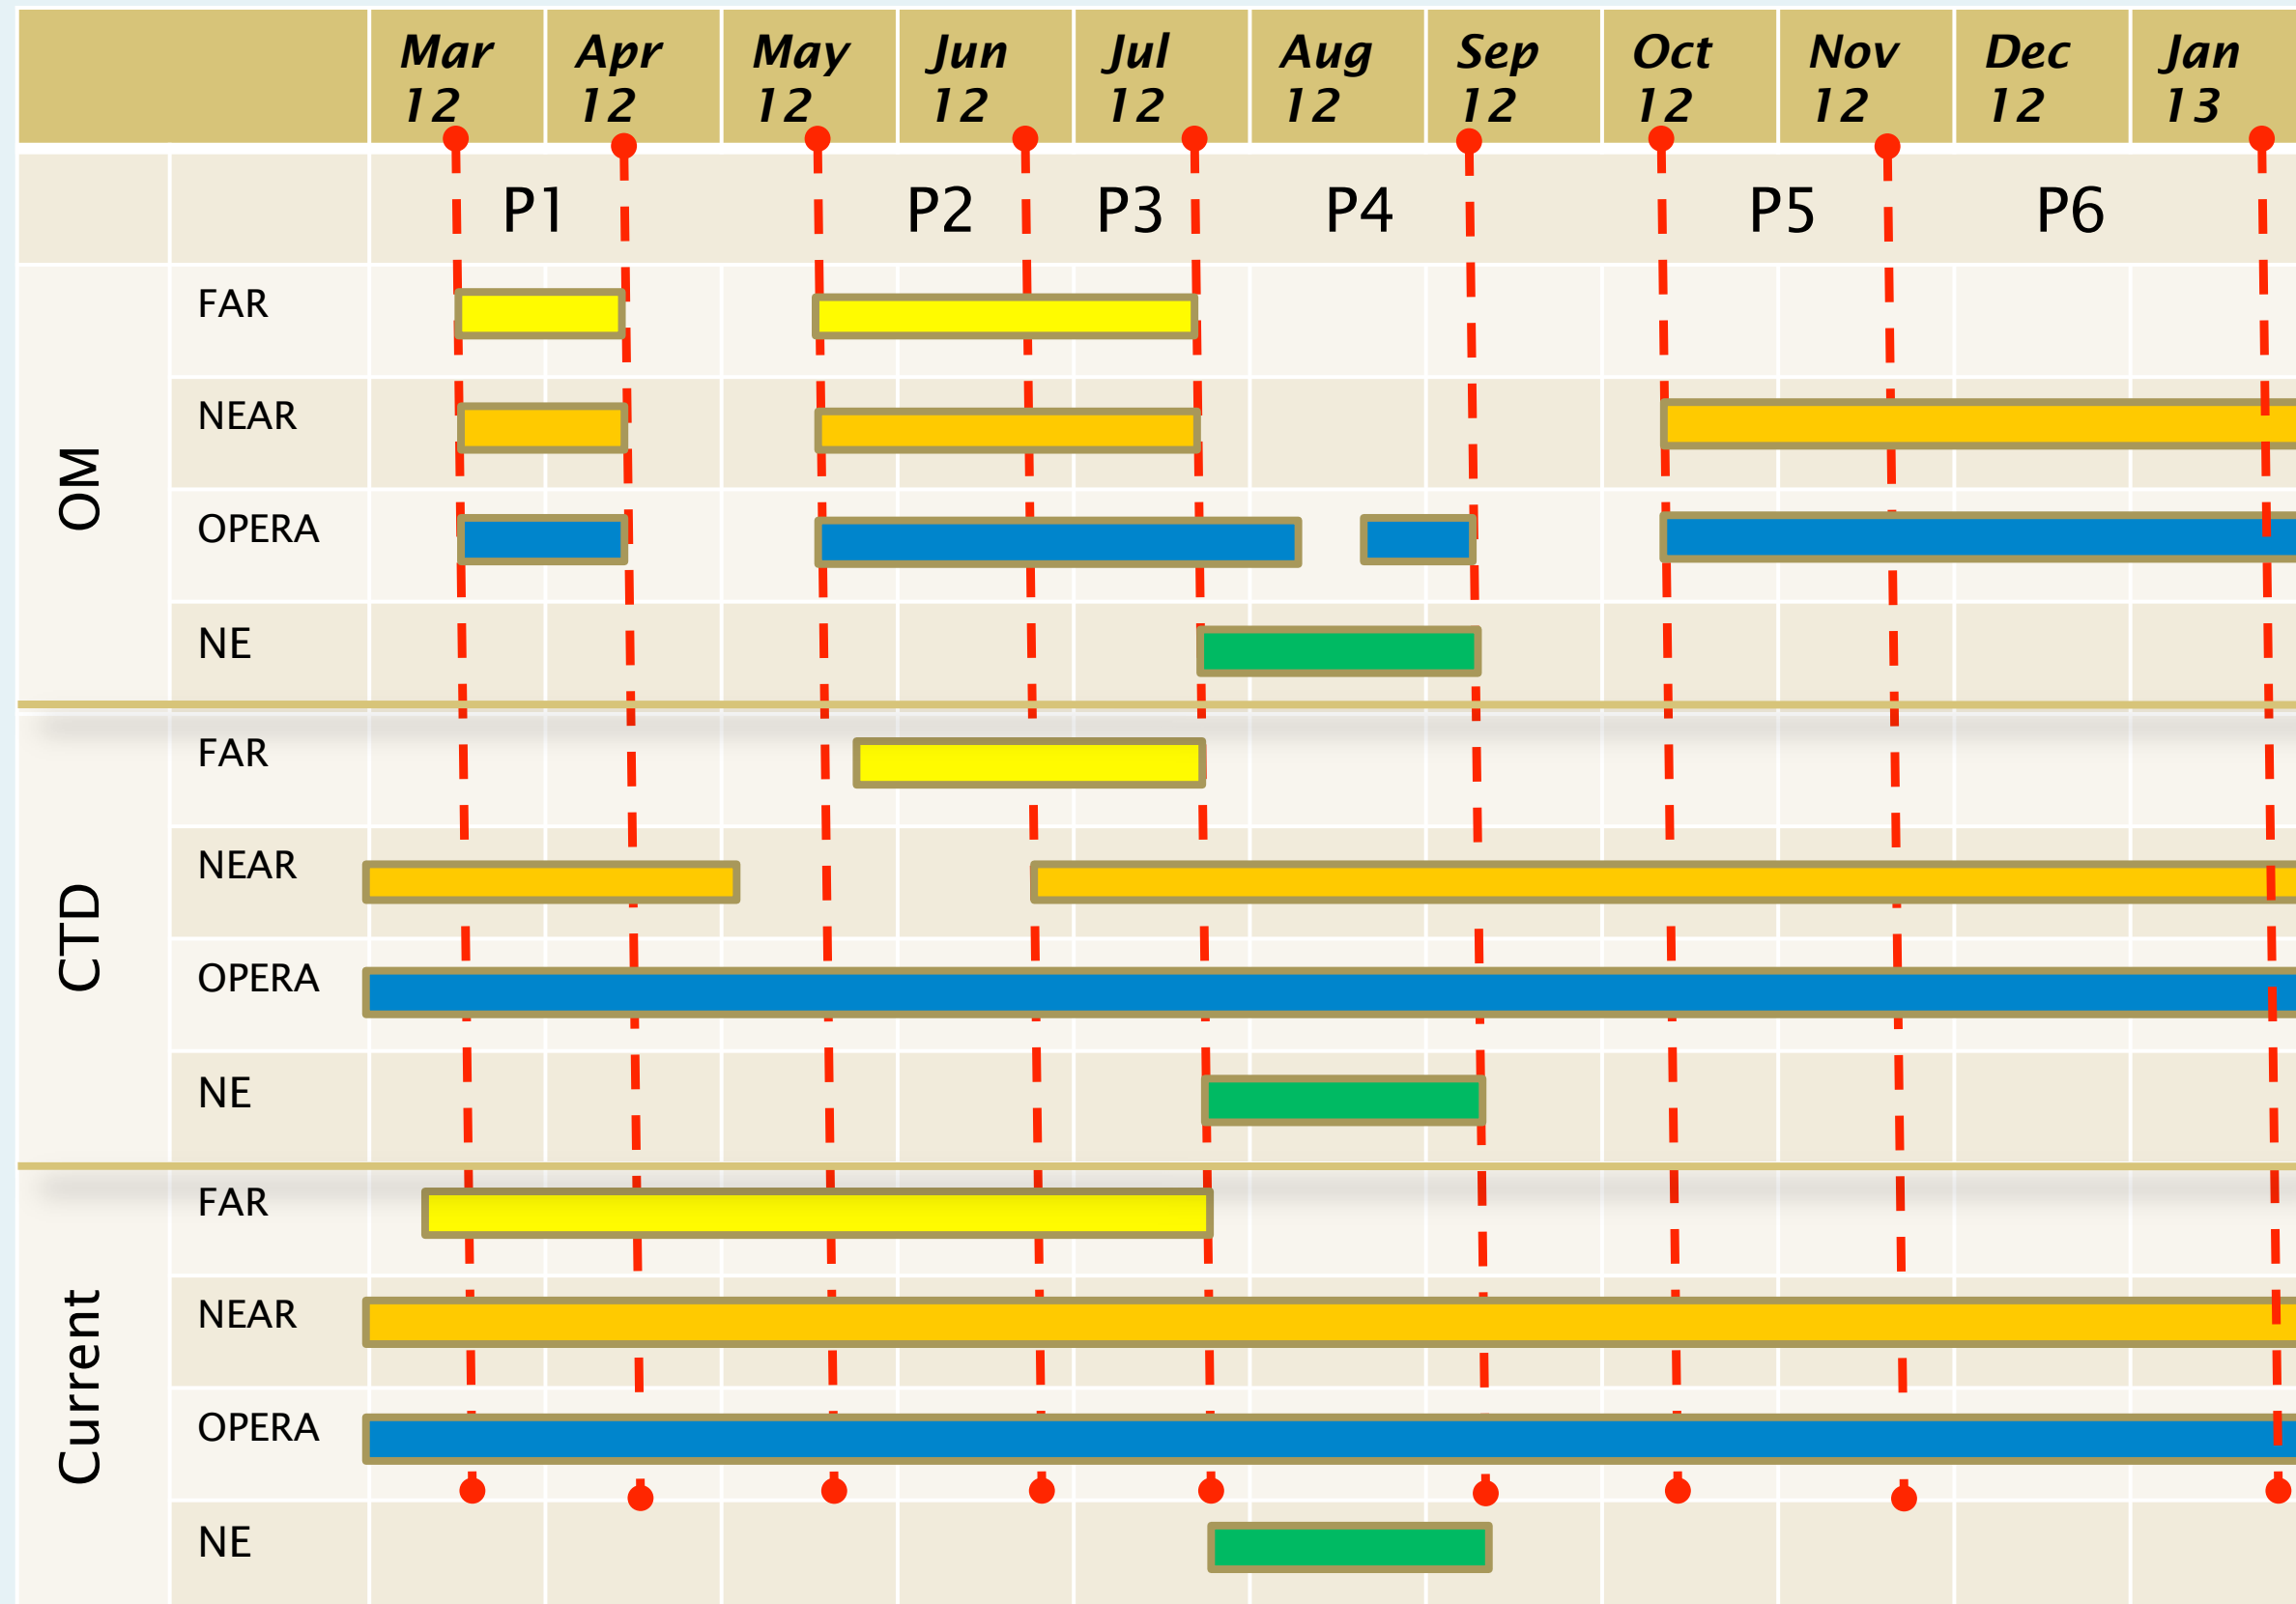 Mar 12
Apr 12
May 12
Jun 12
Jul 12
Aug 12
Sep 12
Oct 12
Nov 12
Dec 12
Jan 13
P1 P2 P3 P4 P5 P6
OM
FAR
NEAR
OPERA
NE
CTD
FAR
NEAR
OPERA
NE
Current
FAR
NEAR
OPERA
NE